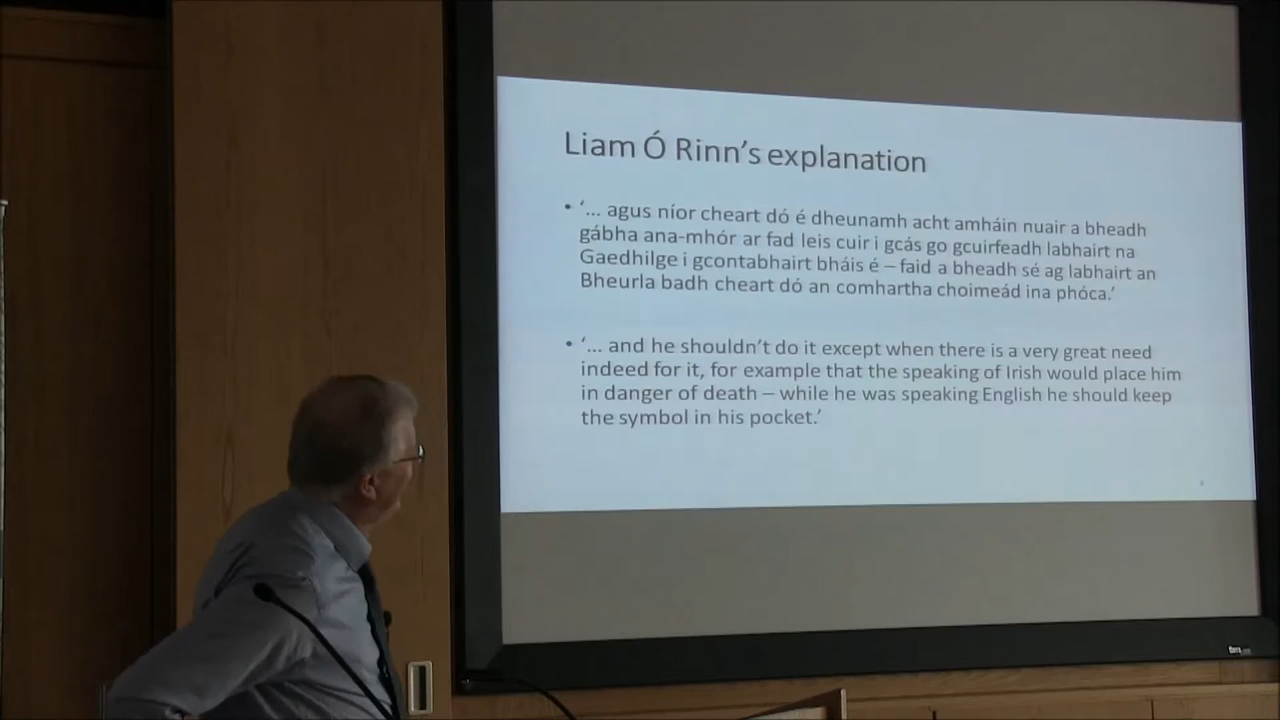 Liam Ó Rinn’s explanation
• ‘... agus níor cheart dó é dheunamh acht amháin nuair a bheadh
gábha ana-mhór ar fad leis cuir i gcás go gcuirfeadh labhairt na
Gaedhilge i gcontabhairt bháis é – faid a bheadh sé ag labhairt an
Bheurla badh cheart dó an comhartha choimeád ina phóca.’
• ‘... and he shouldn’t do it except when there is a very great need
indeed for it, for example that the speaking of Irish would place him
in danger of death – while he was speaking English he should keep
the symbol in his pocket.’